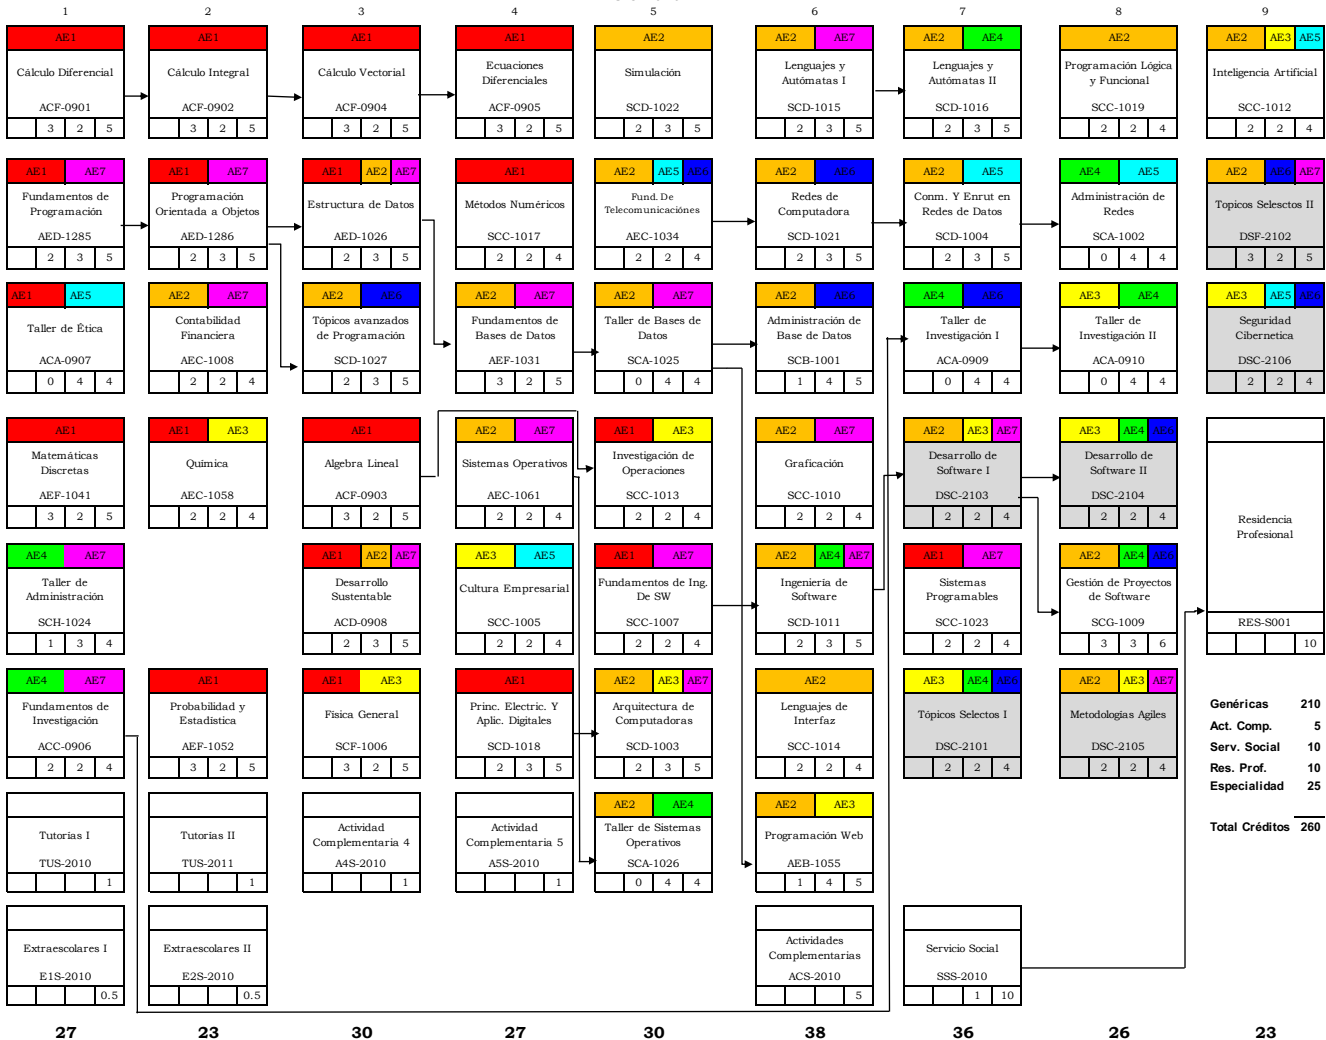 1 2 3 4 5 6 7 8 9
AE1 AE1 AE1 AE1 AE2 AE2 AE7 AE2 AE4 AE2 AE2 AE3 AE5
Cálculo Diferencial
ACF-0901
3 2 5
Cálculo Integral
ACF-0902
3 2 5
Cálculo Vectorial
ACF-0904
3 2 5
Ecuaciones
Diferenciales
ACF-0905
3 2 5
Simulación
SCD-1022
2 3 5
Lenguajes y
Autómatas I
SCD-1015
2 3 5
Lenguajes y
Autómatas II
SCD-1016
2 3 5
Programación Lógica
y Funcional
SCC-1019
2 2 4
Inteligencia Artificial
SCC-1012
2 2 4
AE1 AE7
Fundamentos de
Programación
AED-1285
2 3 5
AE1 AE7
Programación
Orientada a Objetos
AED-1286
2 3 5
AE1 AE2 AE7
Estructura de Datos
AED-1026
2 3 5
AE1
Métodos Numéricos
SCC-1017
2 2 4
AE2 AE5 AE6
Fund. De
Telecomunicaciónes
AEC-1034
2 2 4
AE2 AE6
Redes de
Computadora
SCD-1021
2 3 5
AE2 AE5
Conm. Y Enrut en
Redes de Datos
SCD-1004
2 3 5
AE4 AE5
Administración de
Redes
SCA-1002
0 4 4
AE2 AE6 AE7
Topicos Selesctos II
DSF-2102
3 2 5
AE1 AE5
Taller de Ética
ACA-0907
0 4 4
AE2 AE7
Contabilidad
Financiera
AEC-1008
2 2 4
AE2 AE6
Tópicos avanzados
de Programación
SCD-1027
2 3 5
AE2 AE7
Fundamentos de
Bases de Datos
AEF-1031
3 2 5
AE2 AE7
Taller de Bases de
Datos
SCA-1025
0 4 4
AE2 AE6
Administración de
Base de Datos
SCB-1001
1 4 5
AE4 AE6
Taller de
Investigación I
ACA-0909
0 4 4
AE3 AE4
Taller de
Investigación II
ACA-0910
0 4 4
AE3 AE5 AE6
Seguridad
Cibernetica
DSC-2106
2 2 4
AE1
Matemáticas
Discretas
AEF-1041
3 2 5
AE1 AE3
Quimica
AEC-1058
2 2 4
AE1
Algebra Lineal
ACF-0903
3 2 5
AE2 AE7
Sistemas Operativos
AEC-1061
2 2 4
AE1 AE3
Investigación de
Operaciones
SCC-1013
2 2 4
AE2 AE7
Graficación
SCC-1010
2 2 4
AE2 AE3 AE7
Desarrollo de
Software I
DSC-2103
2 2 4
AE3 AE4 AE6
Desarrollo de
Software II
DSC-2104
2 2 4
Residencia
Profesional
RES-S001
10
AE4 AE7
Taller de
Administración
SCH-1024
1 3 4
AE1 AE2 AE7
Desarrollo
Sustentable
ACD-0908
2 3 5
AE3 AE5
Cultura Empresarial
SCC-1005
2 2 4
AE1 AE7
Fundamentos de Ing.
De SW
SCC-1007
2 2 4
AE2 AE4 AE7
Ingeniería de
Software
SCD-1011
2 3 5
AE1 AE7
Sistemas
Programables
SCC-1023
2 2 4
AE2 AE4 AE6
Gestión de Proyectos
de Software
SCG-1009
3 3 6
AE4 AE7
Fundamentos de
Investigación
ACC-0906
2 2 4
AE1
Probabilidad y
Estadística
AEF-1052
3 2 5
AE1 AE3
Fisica General
SCF-1006
3 2 5
AE1
Princ. Electric. Y
Aplic. Digitales
SCD-1018
2 3 5
AE2 AE3 AE7
Arquitectura de
Computadoras
SCD-1003
2 3 5
AE2
Lenguajes de
Interfaz
SCC-1014
2 2 4
AE3 AE4 AE6
Tópicos Selectos I
DSC-2101
2 2 4
AE2 AE3 AE7
Metodologias Agiles
DSC-2105
2 2 4
Genéricas 210
Act. Comp. 5
Serv. Social 10
Res. Prof. 10
Especialidad 25
Total Créditos 260
Tutorias I
TUS-2010
1
Tutorias II
TUS-2011
1
Actividad
Complementaria 4
A4S-2010
1
Actividad
Complementaria 5
A5S-2010
1
AE2 AE4
Taller de Sistemas
Operativos
SCA-1026
0 4 4
AE2 AE3
Programación Web
AEB-1055
1 4 5
Extraescolares I
E1S-2010
0.5
Extraescolares II
E2S-2010
0.5
Actividades
Complementarias
ACS-2010
5
Servicio Social
SSS-2010
1 10
27 23 30 27 30 38 36 26 23